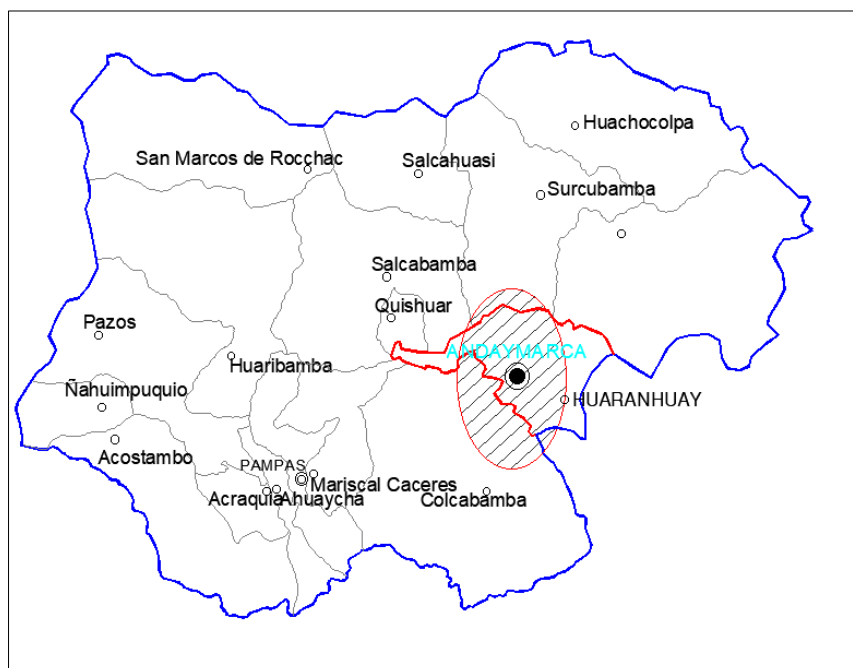 Huachocolpa
San Marcos de Rocchac
Salcahuasi
Surcubamba
Salcabamba
Quishuar
Pazos
ANDAYMARCA
Huaribamba
Ñahuimpuquio
HUARANHUAY
Acostambo
PAMPAS
Mariscal Caceres
Acraquia
Ahuaycha
Colcabamba